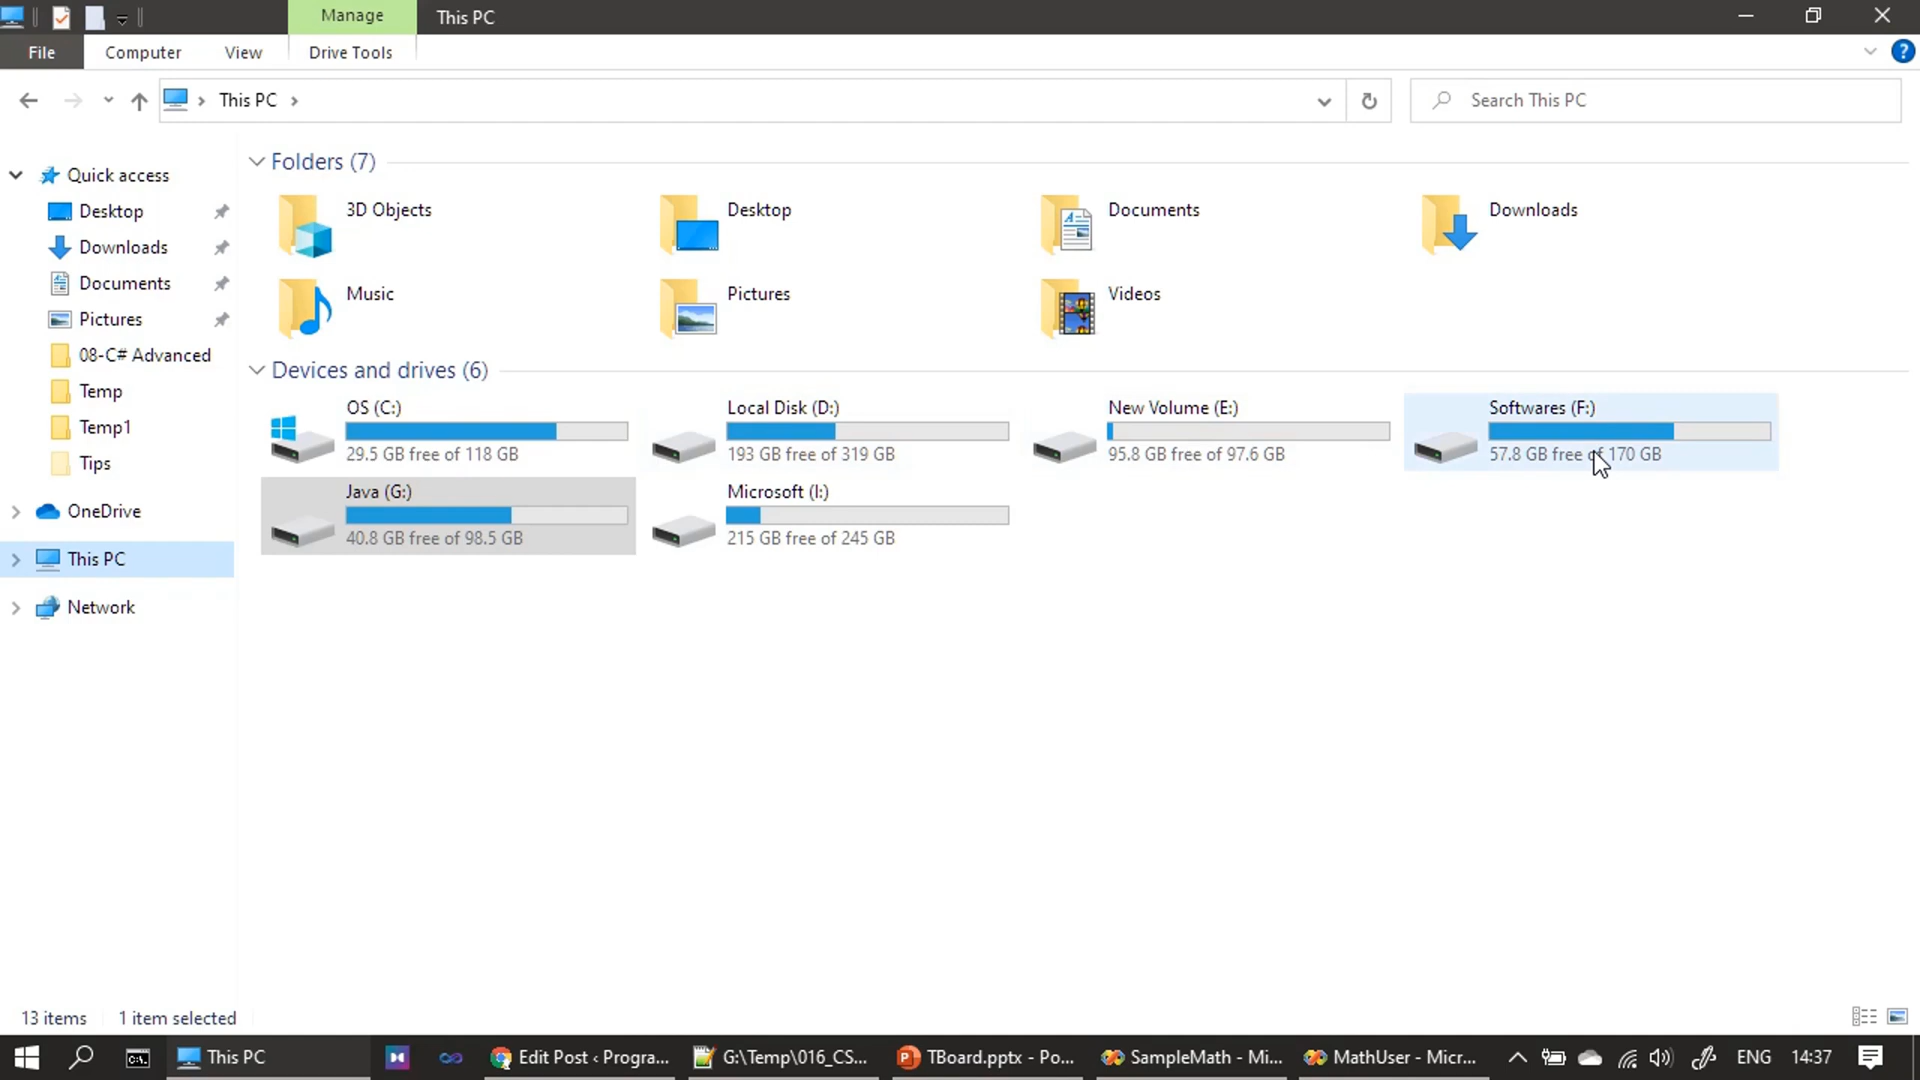 Manage
This PC
File
Computer
View
Drive Tools
This PC
Search This PC
Quick access
Desktop
Downloads
Documents
Pictures
08-C# Advanced
Temp
Temp1
Tips
OneDrive
This PC
Network
Folders (7)
3D Objects
Desktop
Documents
Downloads
Music
Pictures
Videos
Devices and drives (6)
OS (C:)
29.5 GB free of 118 GB
Local Disk (D:)
193 GB free of 319 GB
New Volume (E:)
95.8 GB free of 97.6 GB
Softwares (F:)
57.8 GB free of 170 GB
Java (G:)
40.8 GB free of 98.5 GB
Microsoft (I:)
215 GB free of 245 GB
13 items
1 item selected
This PC
Edit Post ‹ Progra...
G:\Temp\016_CS...
TBoard.pptx - Po...
SampleMath - Mi...
MathUser - Micr...
ENG
14:37